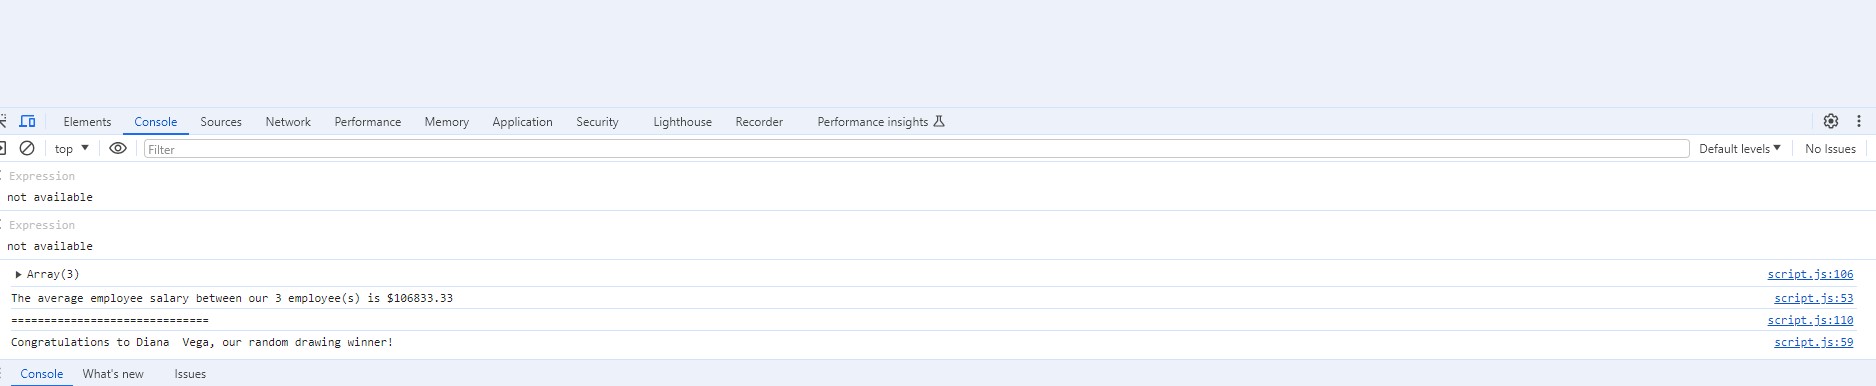 Elements Console Sources Network Performance Memory Application Security Lighthouse Recorder Performance insights
top Filter Default levels No Issues
Expression
not available
Expression
not available
Array(3) script.js:106
The average employee salary between our 3 employee(s) is $106833.33 script.js:53
============================== script.js:110
Congratulations to Diana  Vega, our random drawing winner! script.js:59
Console What's new Issues